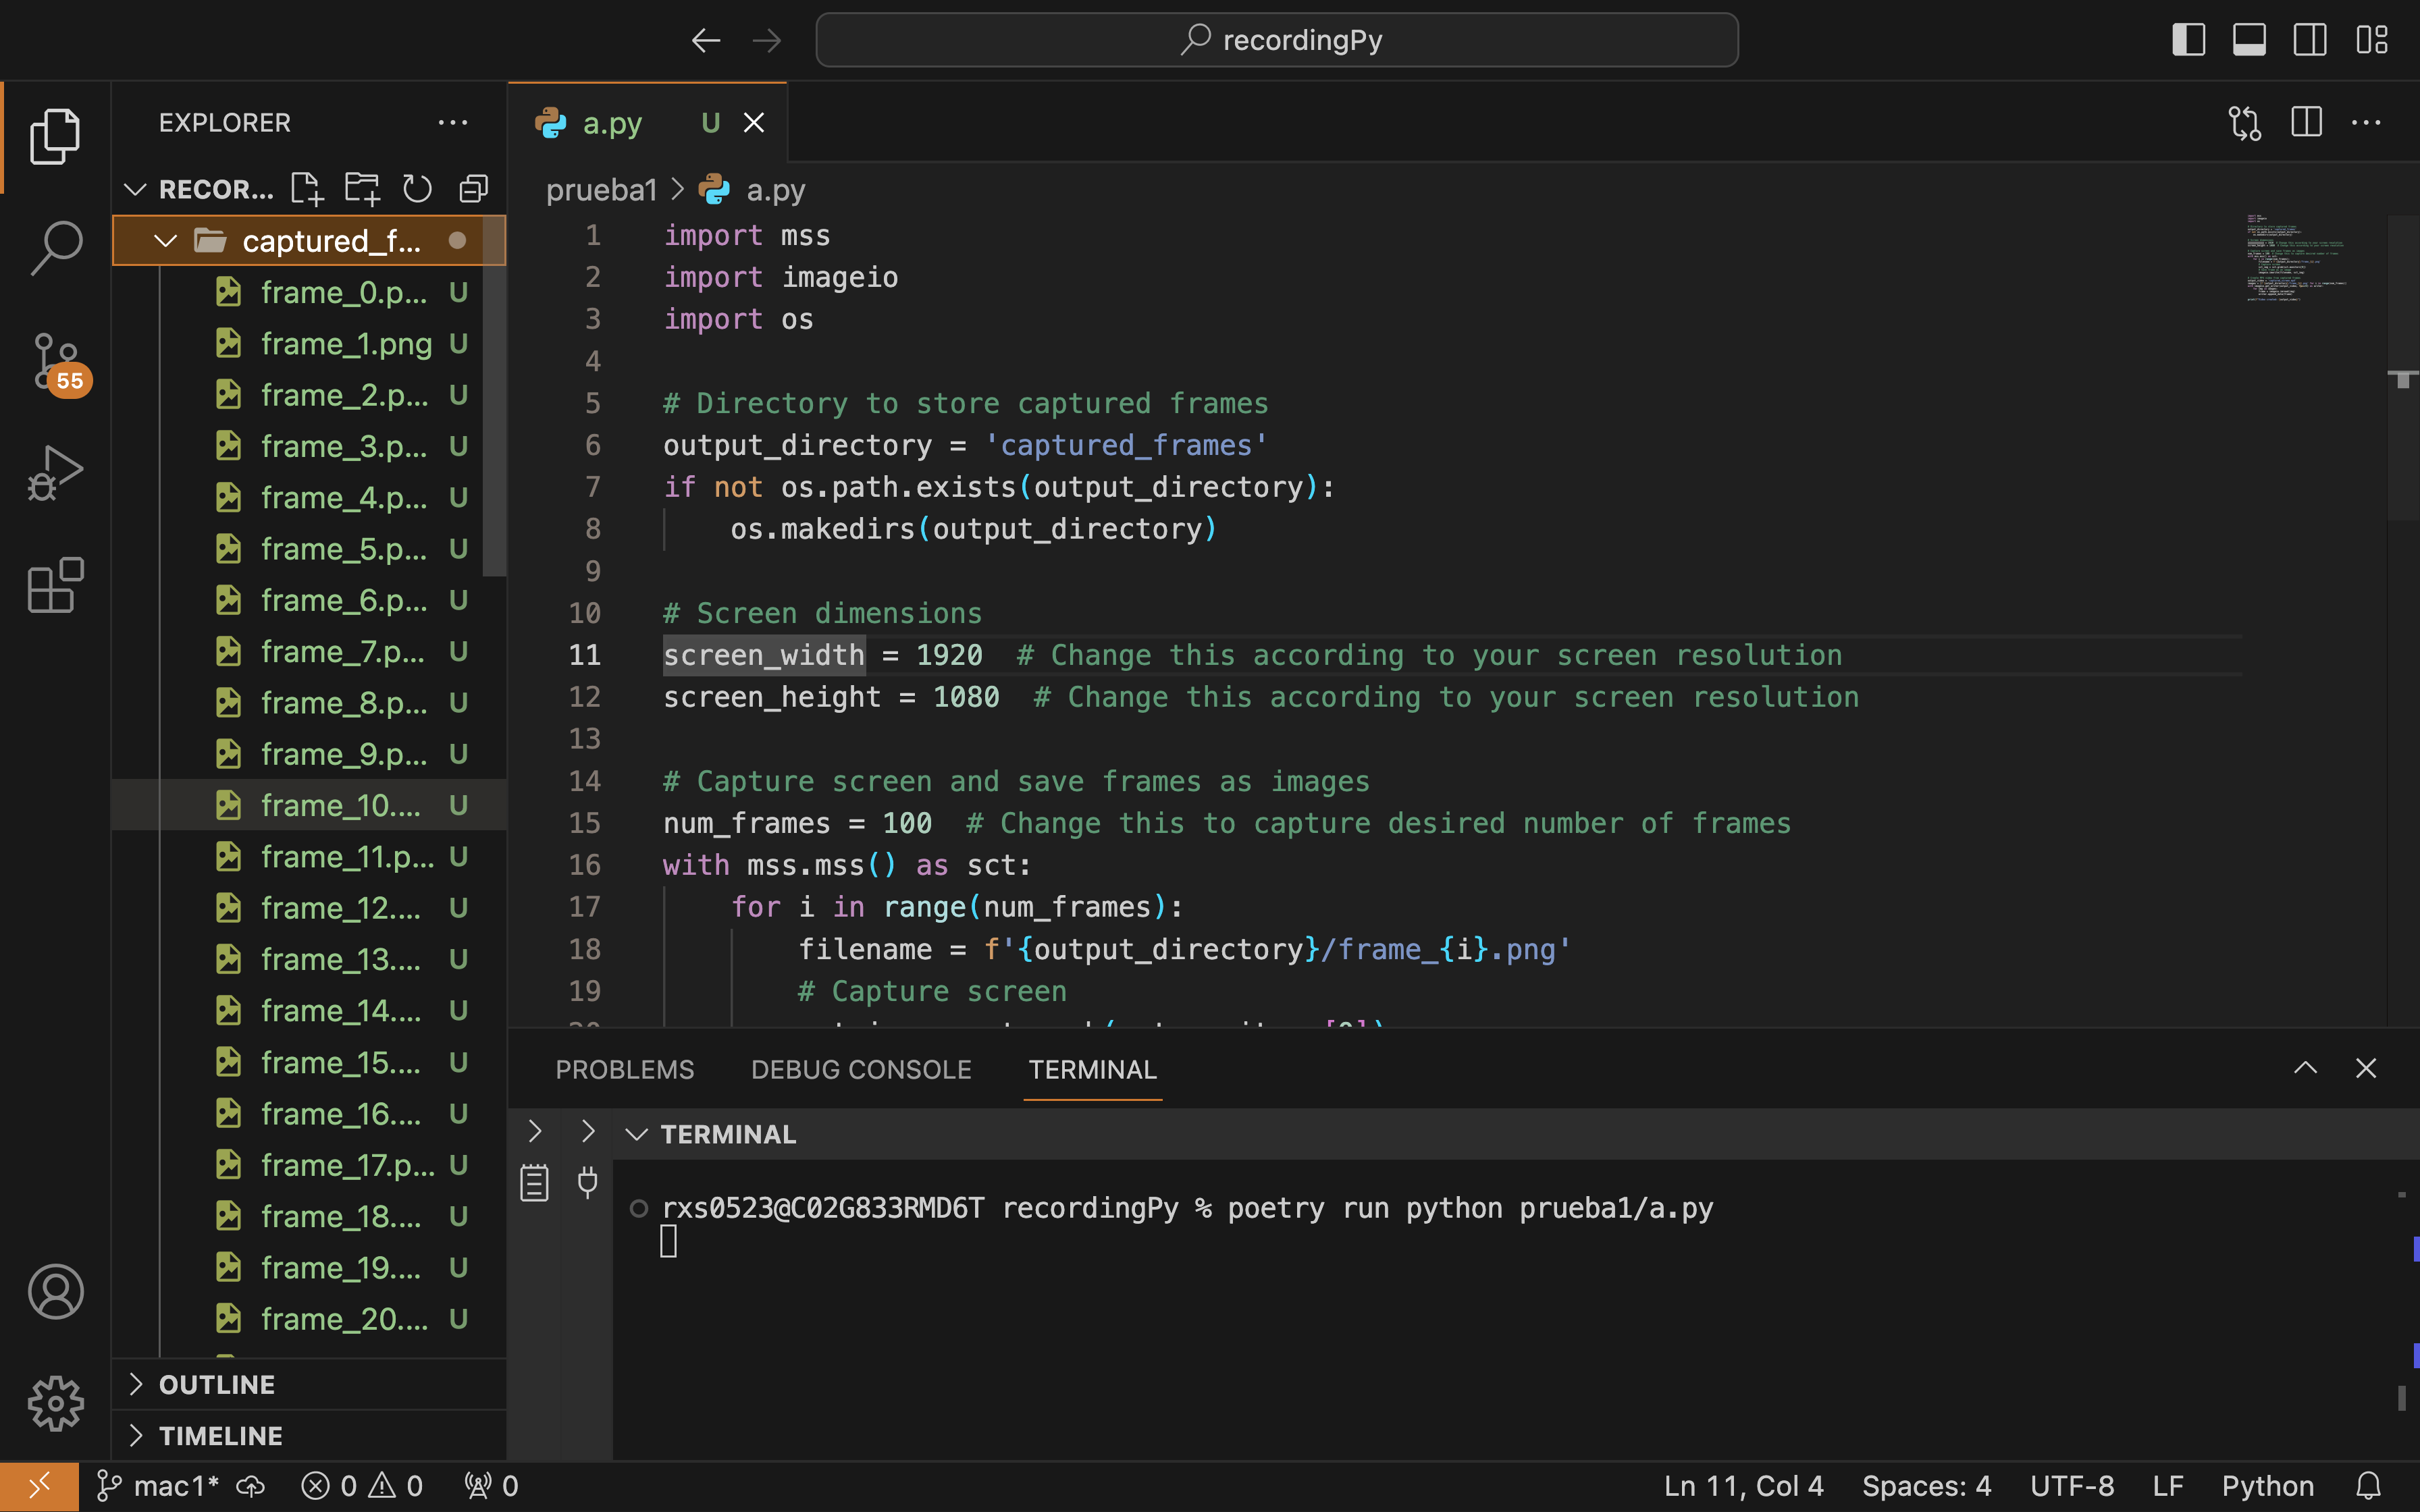 recordingPy
EXPLORER
RECOR...
captured_f...
frame_0.p... U
frame_1.png U
frame_2.p... U
frame_3.p... U
frame_4.p... U
frame_5.p... U
frame_6.p... U
frame_7.p... U
frame_8.p... U
frame_9.p... U
frame_10.... U
frame_11.p... U
frame_12.... U
frame_13.... U
frame_14.... U
frame_15.... U
frame_16.... U
frame_17.p... U
frame_18.... U
frame_19.... U
frame_20.... U
OUTLINE
TIMELINE
55
a.py U
prueba1 > a.py
1 import mss
2 import imageio
3 import os
4
5 # Directory to store captured frames
6 output_directory = 'captured_frames'
7 if not os.path.exists(output_directory):
8 os.makedirs(output_directory)
9
10 # Screen dimensions
11 screen_width = 1920 # Change this according to your screen resolution
12 screen_height = 1080 # Change this according to your screen resolution
13
14 # Capture screen and save frames as images
15 num_frames = 100 # Change this to capture desired number of frames
16 with mss.mss() as sct:
17 for i in range(num_frames):
18 filename = f'{output_directory}/frame_{i}.png'
19 # Capture screen
PROBLEMS DEBUG CONSOLE TERMINAL
TERMINAL
rxs0523@C02G833RMD6T recordingPy % poetry run python prueba1/a.py
mac1* 0 0 0 Ln 11, Col 4 Spaces: 4 UTF-8 LF Python